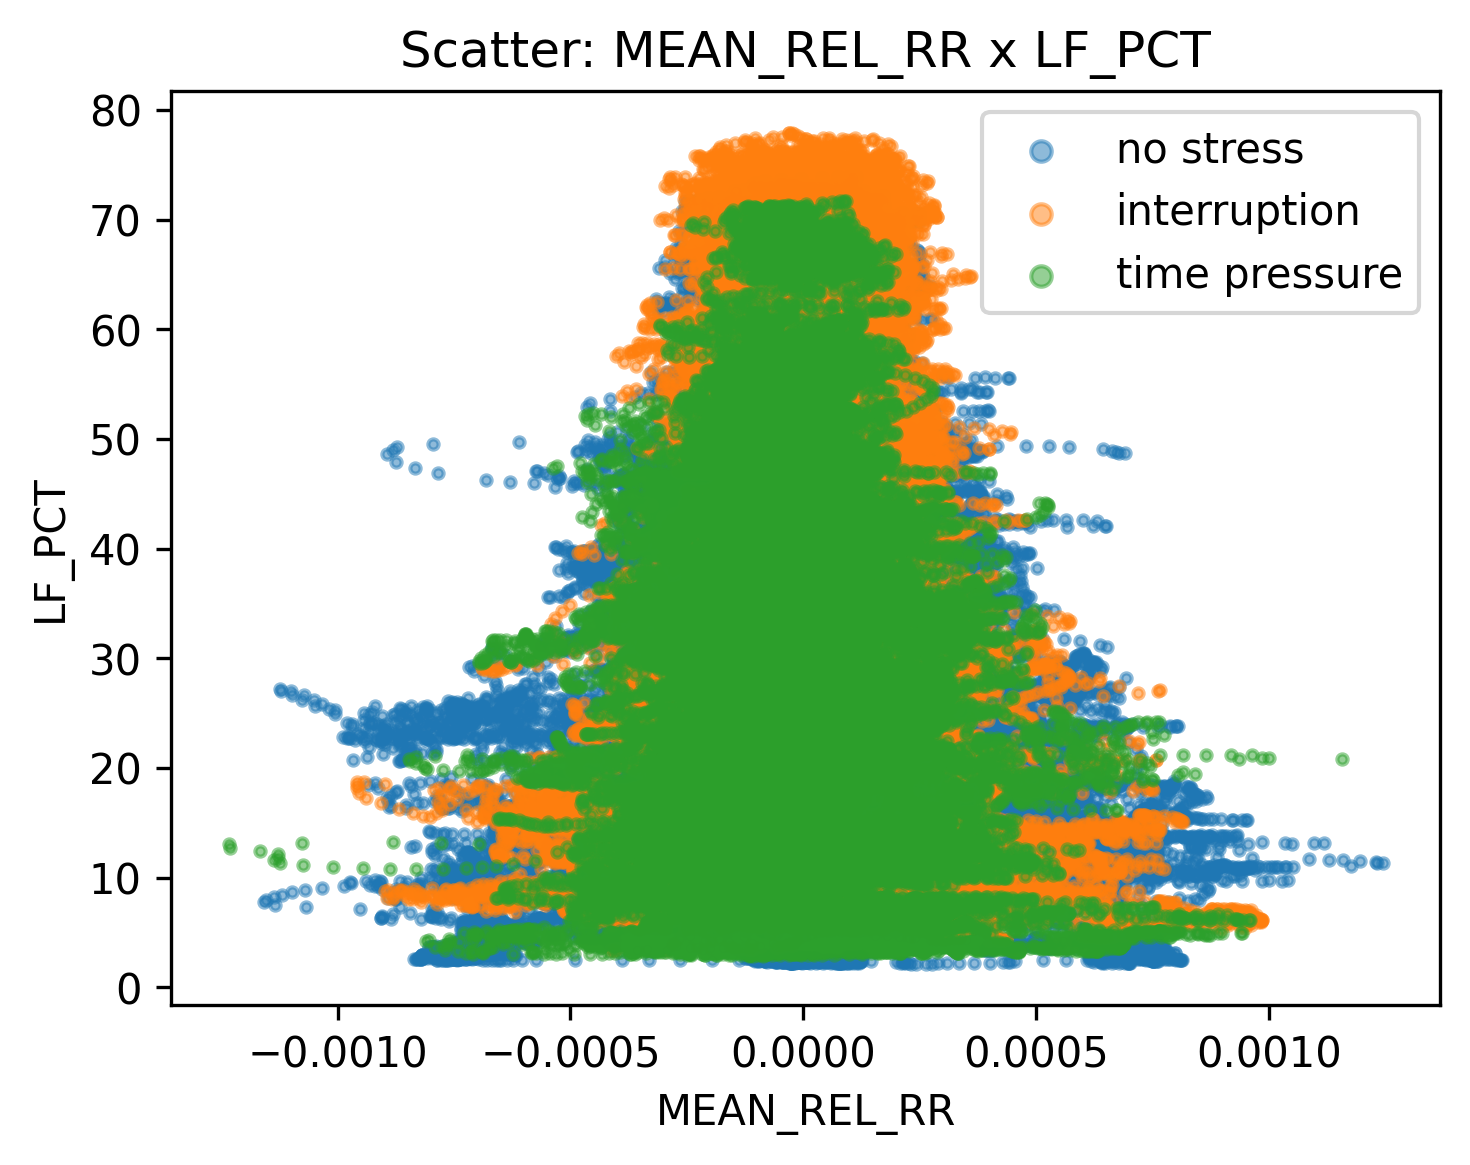 Scatter: MEAN_REL_RR x LF_PCT
no stress
interruption
time pressure
80
70
60
50
40
30
20
10
0
LF_PCT
−0.0010 −0.0005 0.0000 0.0005 0.0010
MEAN_REL_RR